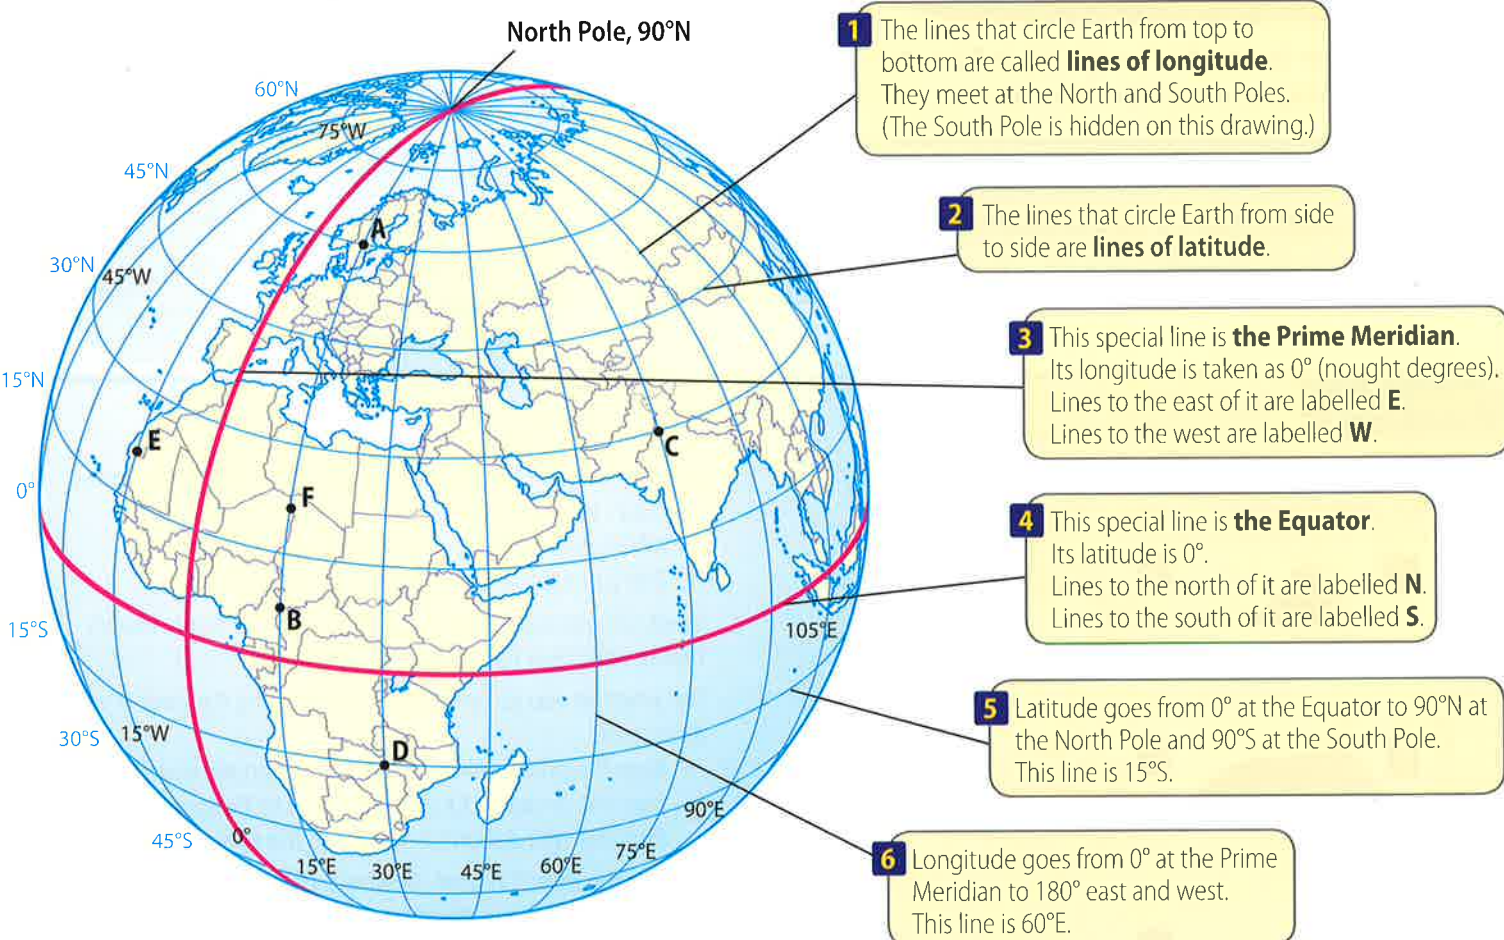 North Pole, 90°N
1 The lines that circle Earth from top to
bottom are called lines of longitude.
They meet at the North and South Poles.
(The South Pole is hidden on this drawing.)
2 The lines that circle Earth from side
to side are lines of latitude.
3 This special line is the Prime Meridian.
Its longitude is taken as 0° (nought degrees).
Lines to the east of it are labelled E.
Lines to the west are labelled W.
4 This special line is the Equator.
Its latitude is 0°.
Lines to the north of it are labelled N.
Lines to the south of it are labelled S.
5 Latitude goes from 0° at the Equator to 90°N at
the North Pole and 90°S at the South Pole.
This line is 15°S.
6 Longitude goes from 0° at the Prime
Meridian to 180° east and west.
This line is 60°E.
60°N
75°W
45°N
30°N
45°W
15°N
0°
15°S
30°S
15°W
45°S
0°
15°E
30°E
45°E
60°E
75°E
90°E
105°E
A
E
C
F
B
D